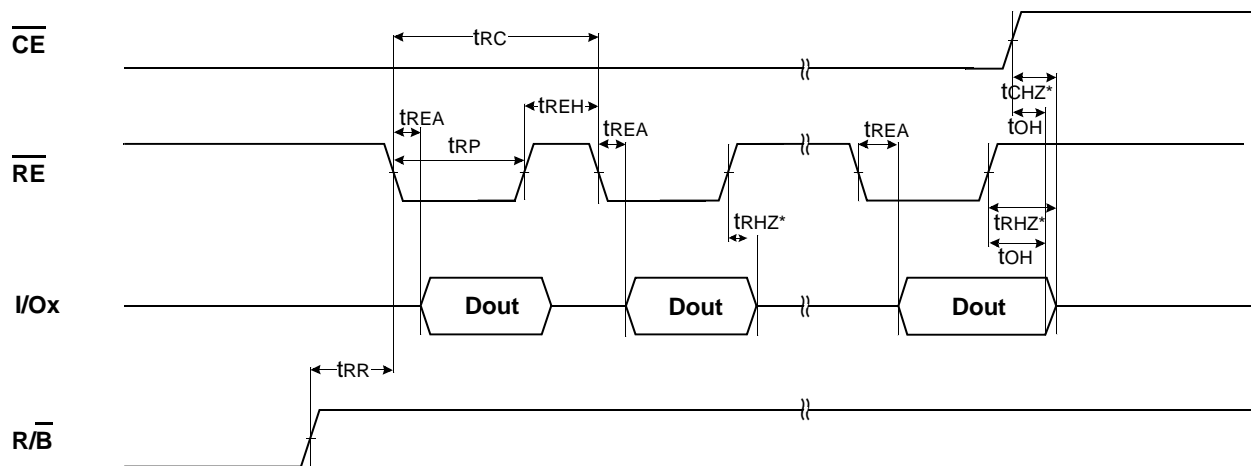 CE
tRC
tCHZ*
tREH
tOH
tREA
tREA
tREA
tRP
RE
tRHZ*
tRHZ*
tOH
I/Ox
Dout
Dout
Dout
tRR
R/B